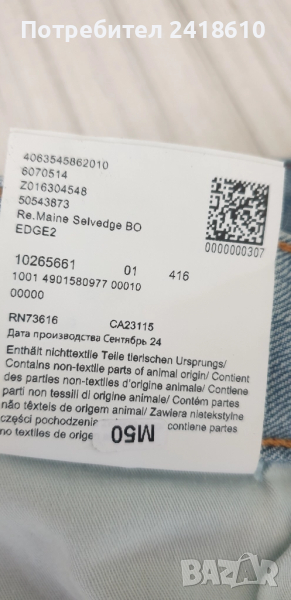 Потребител 2418610
4063545862010
6070514
Z016304548
50543873
Re.Maine Selvedge BO
EDGE2
0000000307
10265661 01 416
1001 4901580977 00010
00000
RN73616 CA23115
Дата производства Сентябрь 24
Enthält nichttextile Teile tierischen Ursprungs/
Contains non-textile parts of animal origin/ Contient
des parties non-textiles d'origine animale/ Contiene
parti non tessili di origine animale/ Contém partes
não têxteis de origem animal/ Zawiera nietekstylne
części pochodzenia contiene partes
no textiles de orige
M50
BAZAR